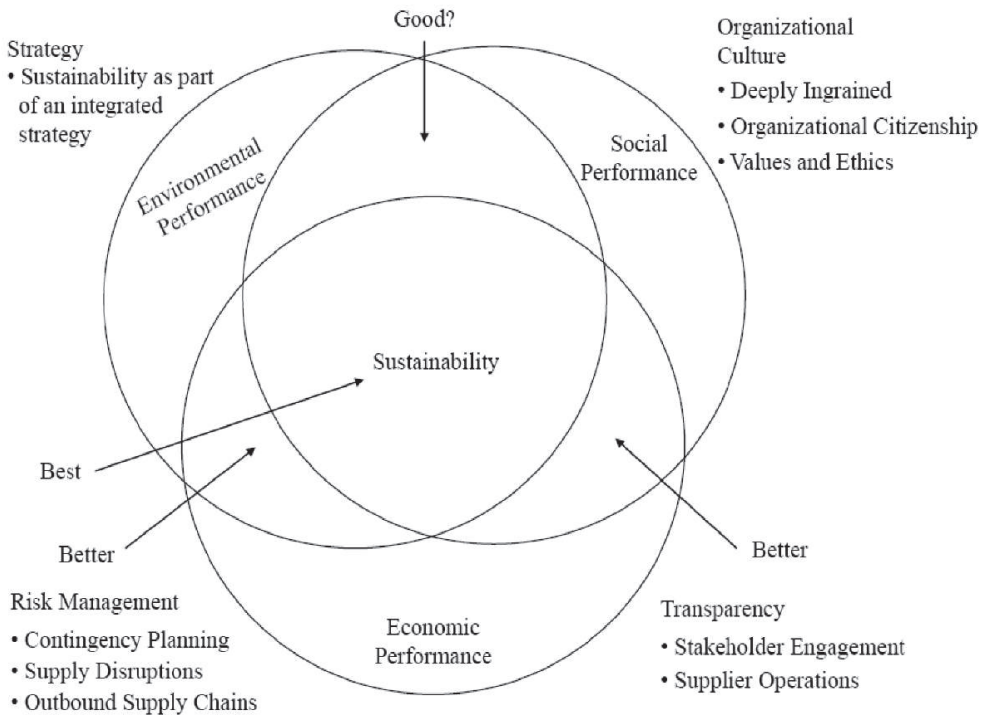 Good?
Strategy
• Sustainability as part
of an integrated
strategy
Organizational
Culture
• Deeply Ingrained
• Organizational Citizenship
• Values and Ethics
Environmental
Performance
Social
Performance
Sustainability
Best
Better
Better
Risk Management
• Contingency Planning
• Supply Disruptions
• Outbound Supply Chains
Economic
Performance
Transparency
• Stakeholder Engagement
• Supplier Operations